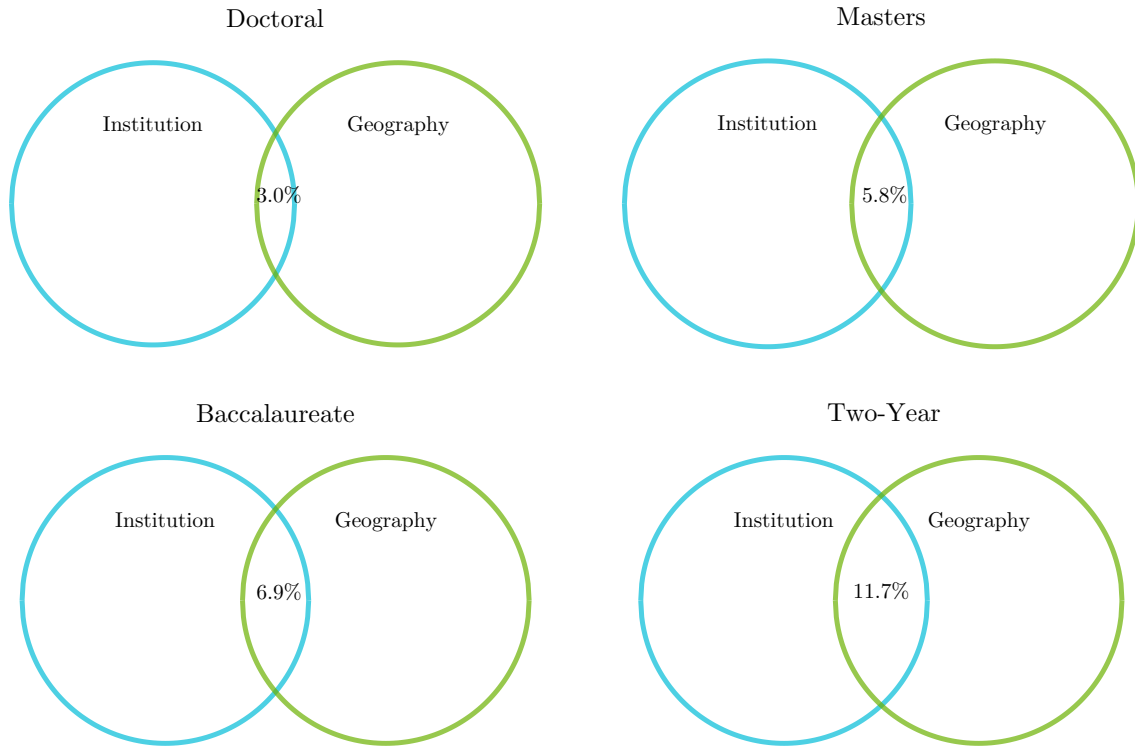 Doctoral
Institution
Geography
3.0%
Masters
Institution
Geography
5.8%
Baccalaureate
Institution
Geography
6.9%
Two-Year
Institution
Geography
11.7%